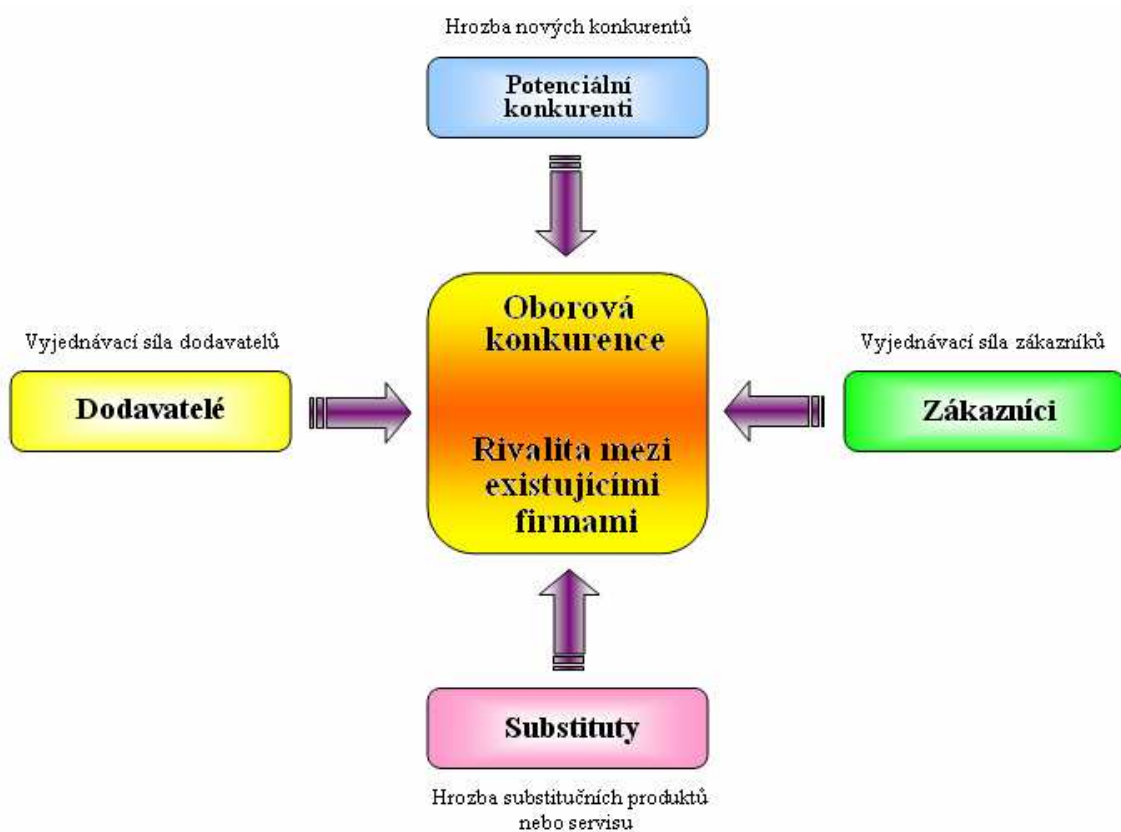 Hrozba nových konkurentů
Potenciální
konkurenti
Oborová
konkurence
Vyjednávací síla dodavatelů
Dodavatelé
Vyjednávací síla zákazníků
Zákazníci
Rivalita mezi
existujícími
firmami
Substituty
Hrozba substitučních produktů
nebo servisu